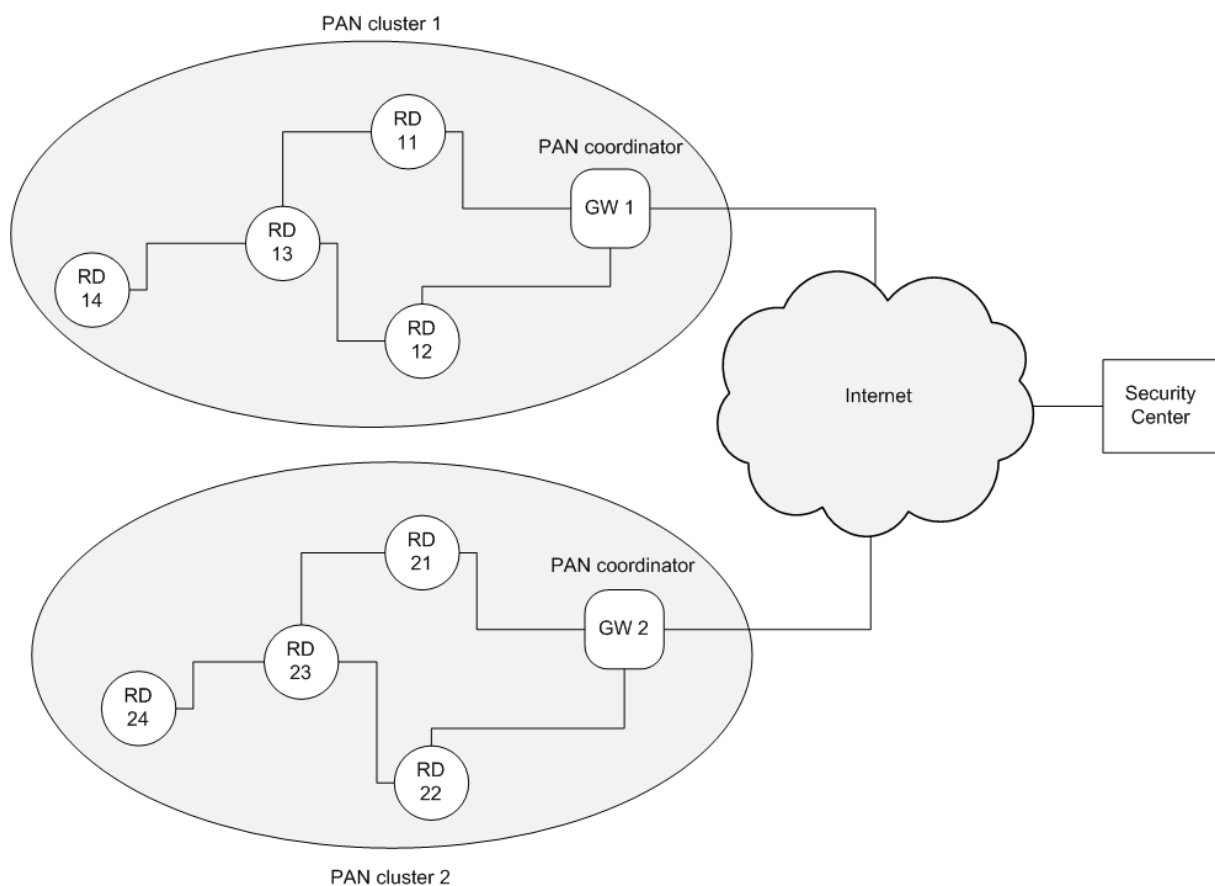 PAN cluster 1
RD
11
PAN coordinator
GW 1
RD
13
RD
14
RD
12
Internet
Security
Center
RD
21
PAN coordinator
GW 2
RD
23
RD
24
RD
22
PAN cluster 2